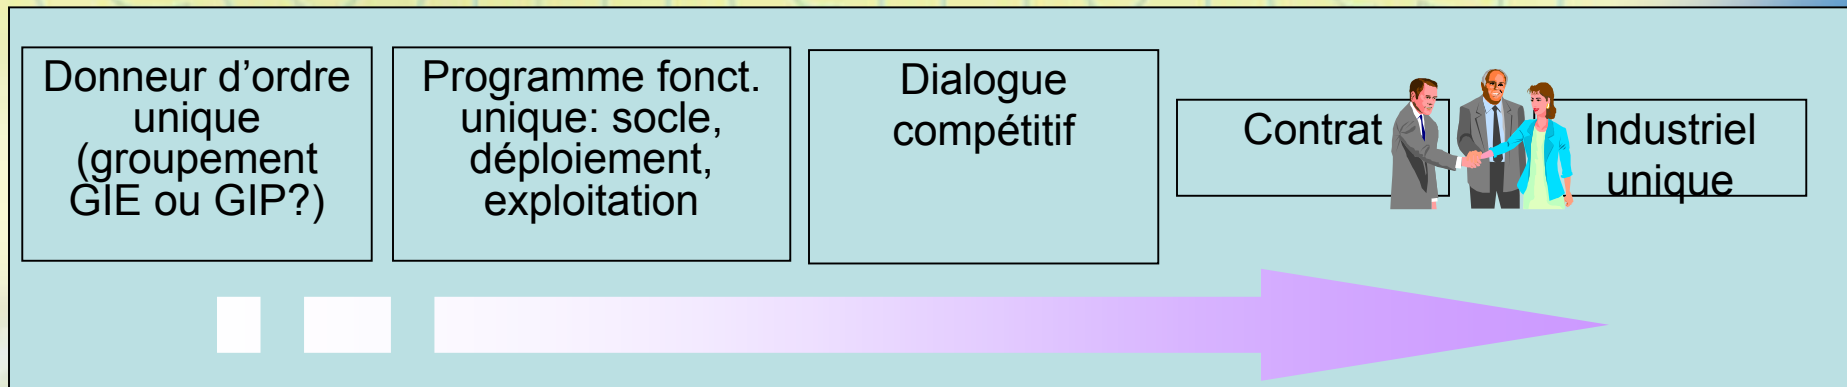 Donneur d'ordre
unique
(groupement
GIE ou GIP?)
Programme fonct.
unique: socle,
déploiement,
exploitation
Dialogue
compétitif
Contrat
Industriel
unique